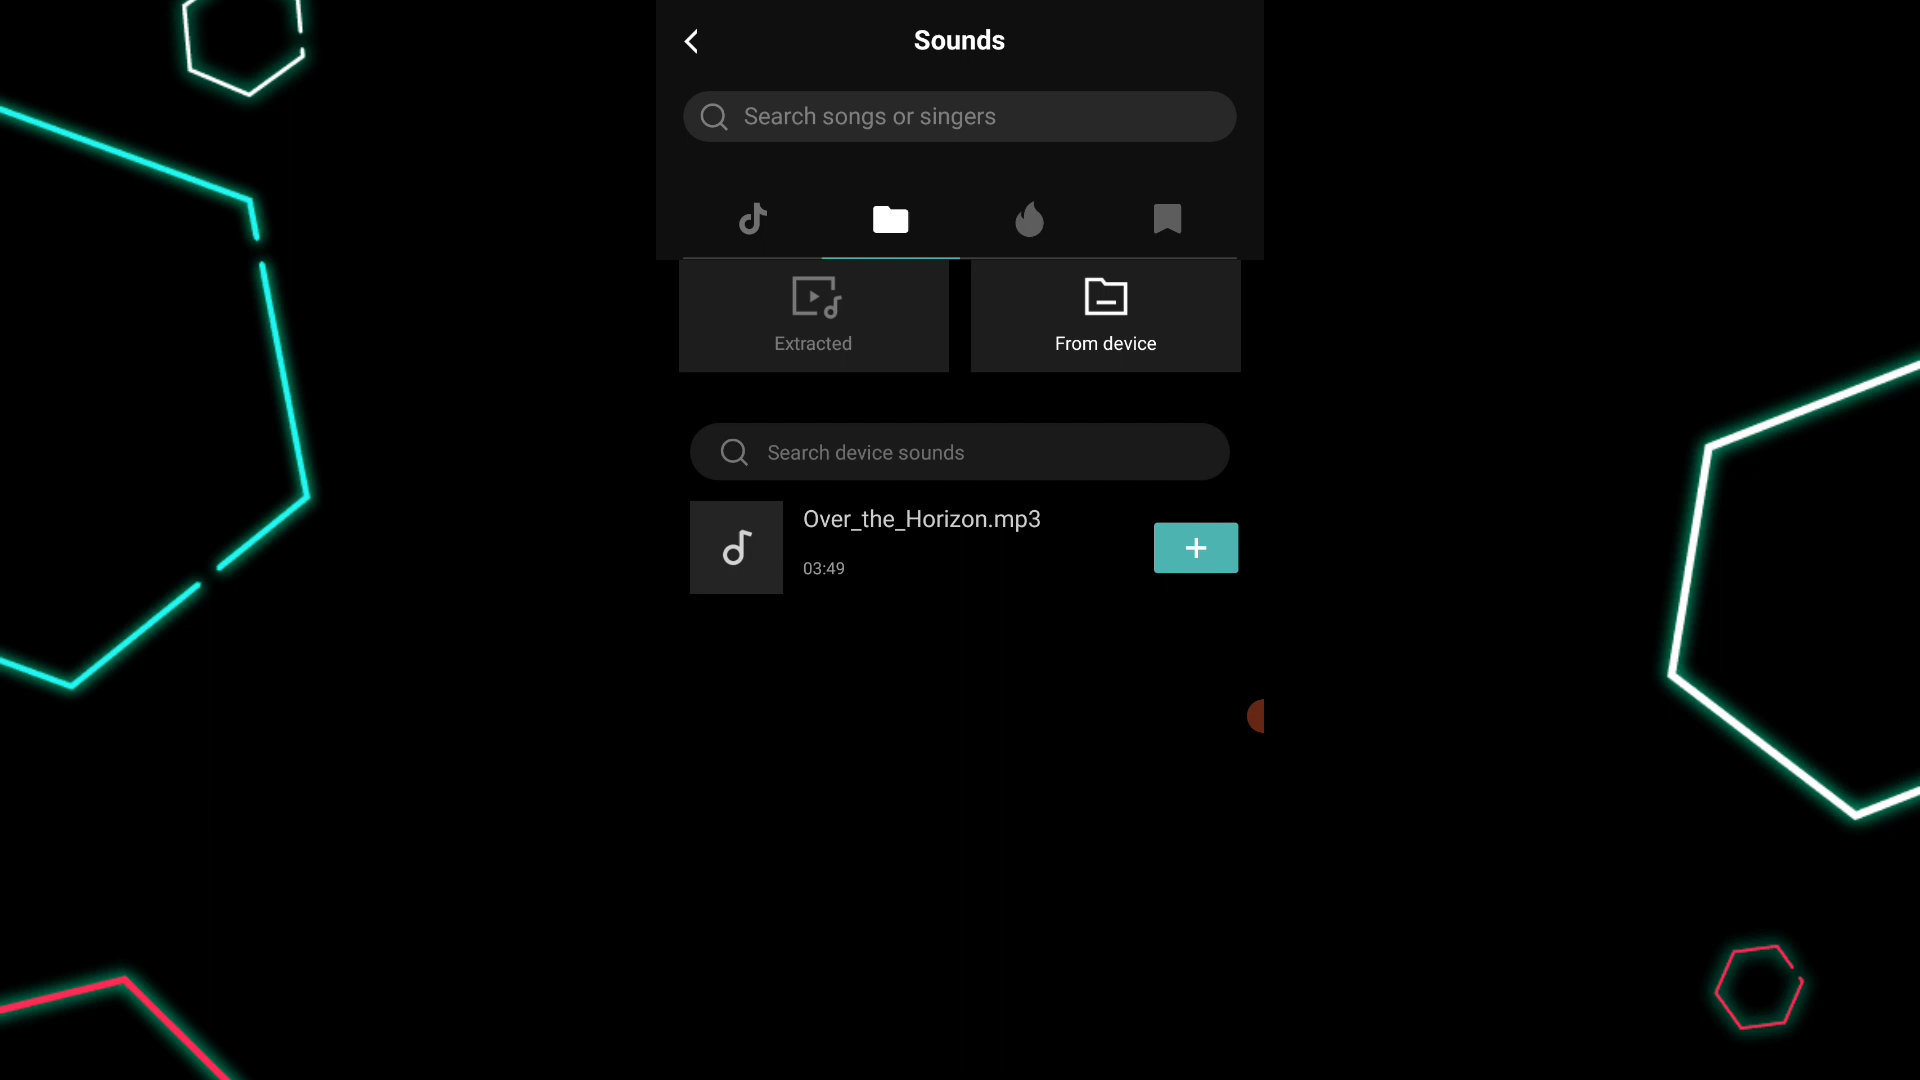 Sounds
Search songs or singers
Extracted
From device
Search device sounds
Over_the_Horizon.mp3
03:49